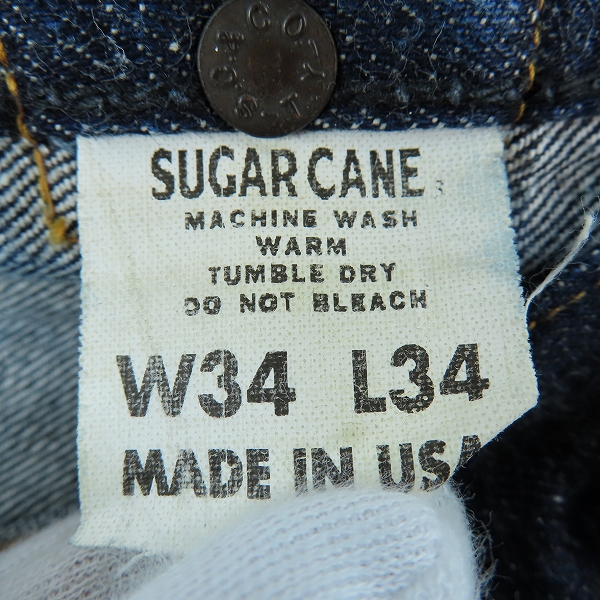 SUGAR CANE
MACHINE WASH
WARM
TUMBLE DRY
DO NOT BLEACH
W34 L34
MADE IN USA